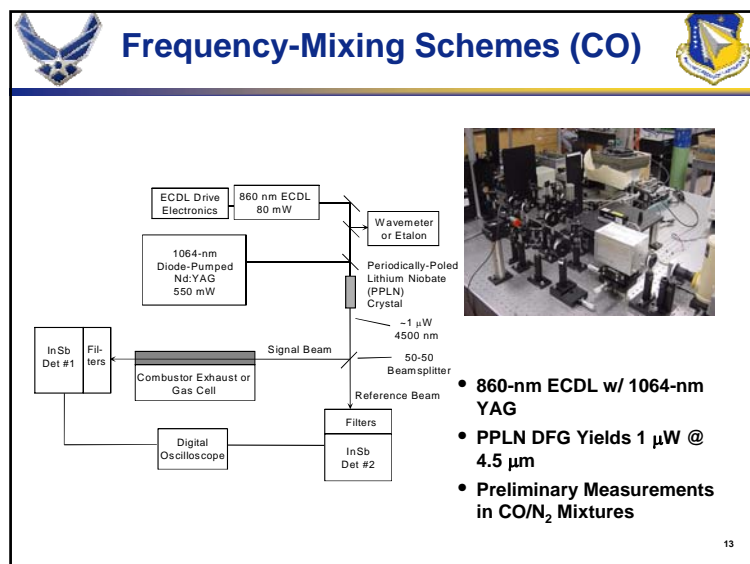 Frequency-Mixing Schemes (CO)
ECDL Drive
Electronics
860 nm ECDL
80 mW
Wavemeter
or Etalon
1064-nm
Diode-Pumped
Nd:YAG
550 mW
Periodically-Poled
Lithium Niobate
(PPLN)
Crystal
~1 μW
4500 nm
InSb
Det #1
Fil-
ters
Signal Beam
Combustor Exhaust or
Gas Cell
50-50
Beamsplitter
Reference Beam
Filters
InSb
Det #2
Digital
Oscilloscope
• 860-nm ECDL w/ 1064-nm
YAG
• PPLN DFG Yields 1 μW @
4.5 μm
• Preliminary Measurements
in CO/N₂ Mixtures
13